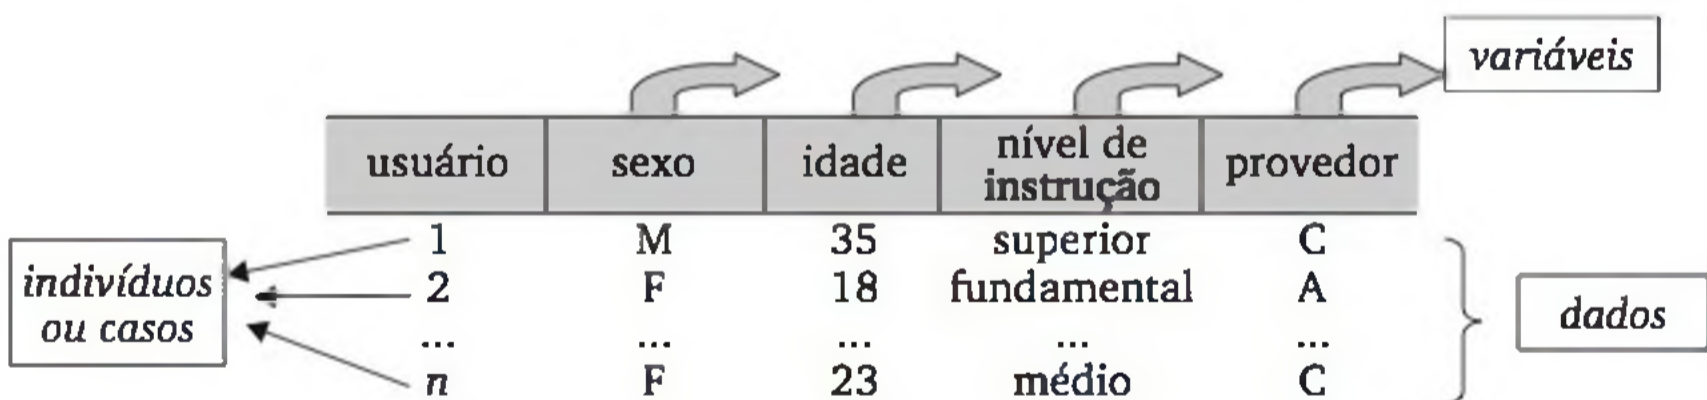 variáveis
usuário sexo idade nível de instrução provedor
1 M 35 superior C
indivíduos ou casos
2 F 18 fundamental A
... ... ... ... ...
dados
n F 23 médio C